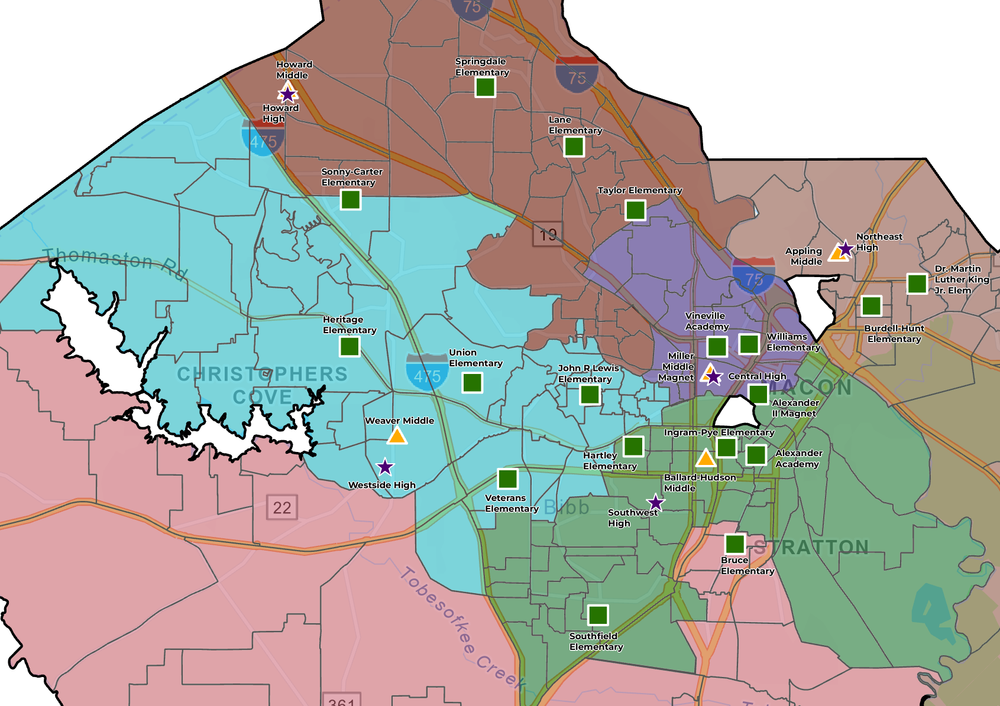 75
Howard
Middle
Springdale
Elementary
75
Howard
High
Lane
Elementary
475
Sonny-Carter
Elementary
Taylor Elementary
19
Northeast
High
Appling
Middle
Thomaston Rd
75
Dr. Martin
Luther King
Jr. Elem
Heritage
Elementary
Vineville
Academy
Burdell-Hunt
Elementary
Williams
Elementary
Union
Elementary
Miller
Middle
Magnet
CHRISTOPHERS
COVE
475
John R Lewis
Elementary
Central High
MACON
Alexander
II Magnet
Weaver Middle
Ingram-Pye Elementary
Hartley
Elementary
Alexander
Academy
Westside High
Ballard-Hudson
Middle
22
Veterans
Elementary
Bibb
Southwest
High
STRATTON
Bruce
Elementary
Tobesofkee Creek
Southfield
Elementary
361